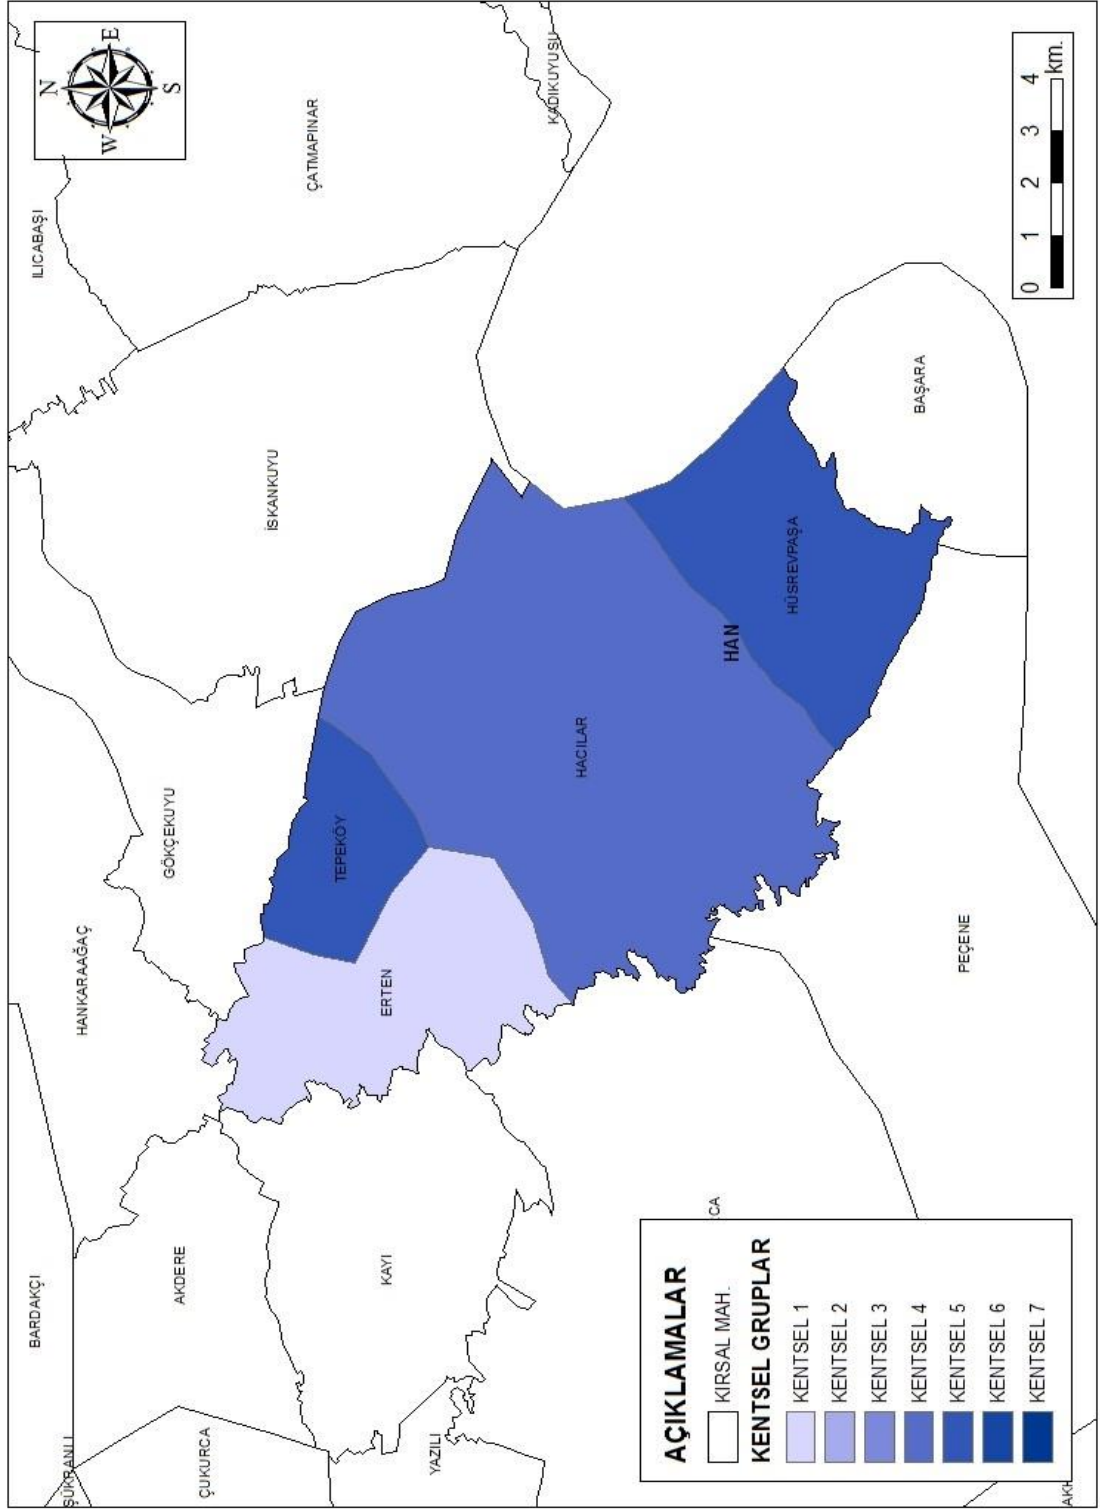 BARDAKÇI
ILICABAŞI
N
W
E
S
ŞÜKRANLI
HANKARAAĞAÇ
AKDERE
GÖKÇEKUYU
ÇUKURCA
İSKANKUYU
ÇATMAPINAR
TEPEKÖY
KAYI
ERTEN
YAZILI
KADIKUYUSU
HACILAR
CA
HAN
HÜSREVPAŞA
BAŞARA
PEÇENE
AÇIKLAMALAR
KIRSAL MAH.
KENTSEL GRUPLAR
KENTSEL 1
KENTSEL 2
KENTSEL 3
KENTSEL 4
KENTSEL 5
KENTSEL 6
KENTSEL 7
0 1 2 3 4
km.